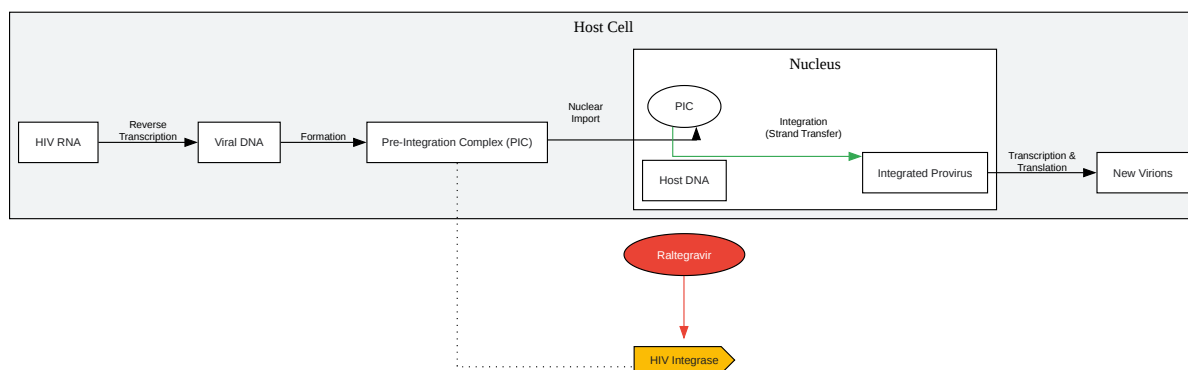 Host Cell
Nucleus
HIV RNA
Reverse
Transcription
Viral DNA
Formation
Pre-Integration Complex (PIC)
Nuclear
Import
PIC
Host DNA
Integration
(Strand Transfer)
Integrated Provirus
Transcription &
Translation
New Virions
Raltegravir
HIV Integrase